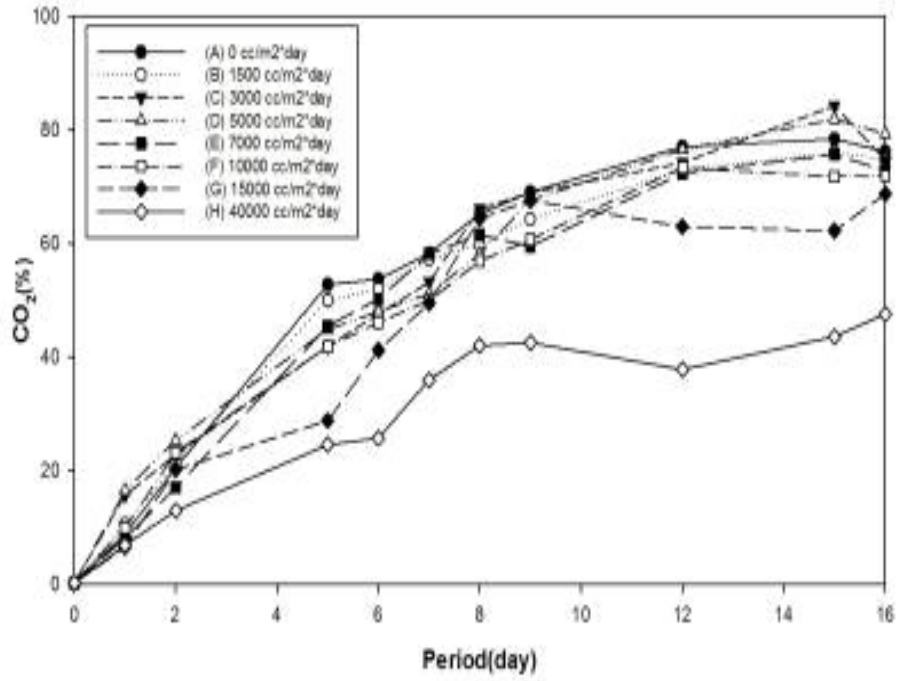 100
80
60
40
20
0
CO2(%)
(A) 0 cc/m2*day
(B) 1500 cc/m2*day
(C) 3000 cc/m2*day
(D) 5000 cc/m2*day
(E) 7000 cc/m2*day
(F) 10000 cc/m2*day
(G) 15000 cc/m2*day
(H) 40000 cc/m2*day
0 2 4 6 8 10 12 14 16
Period(day)